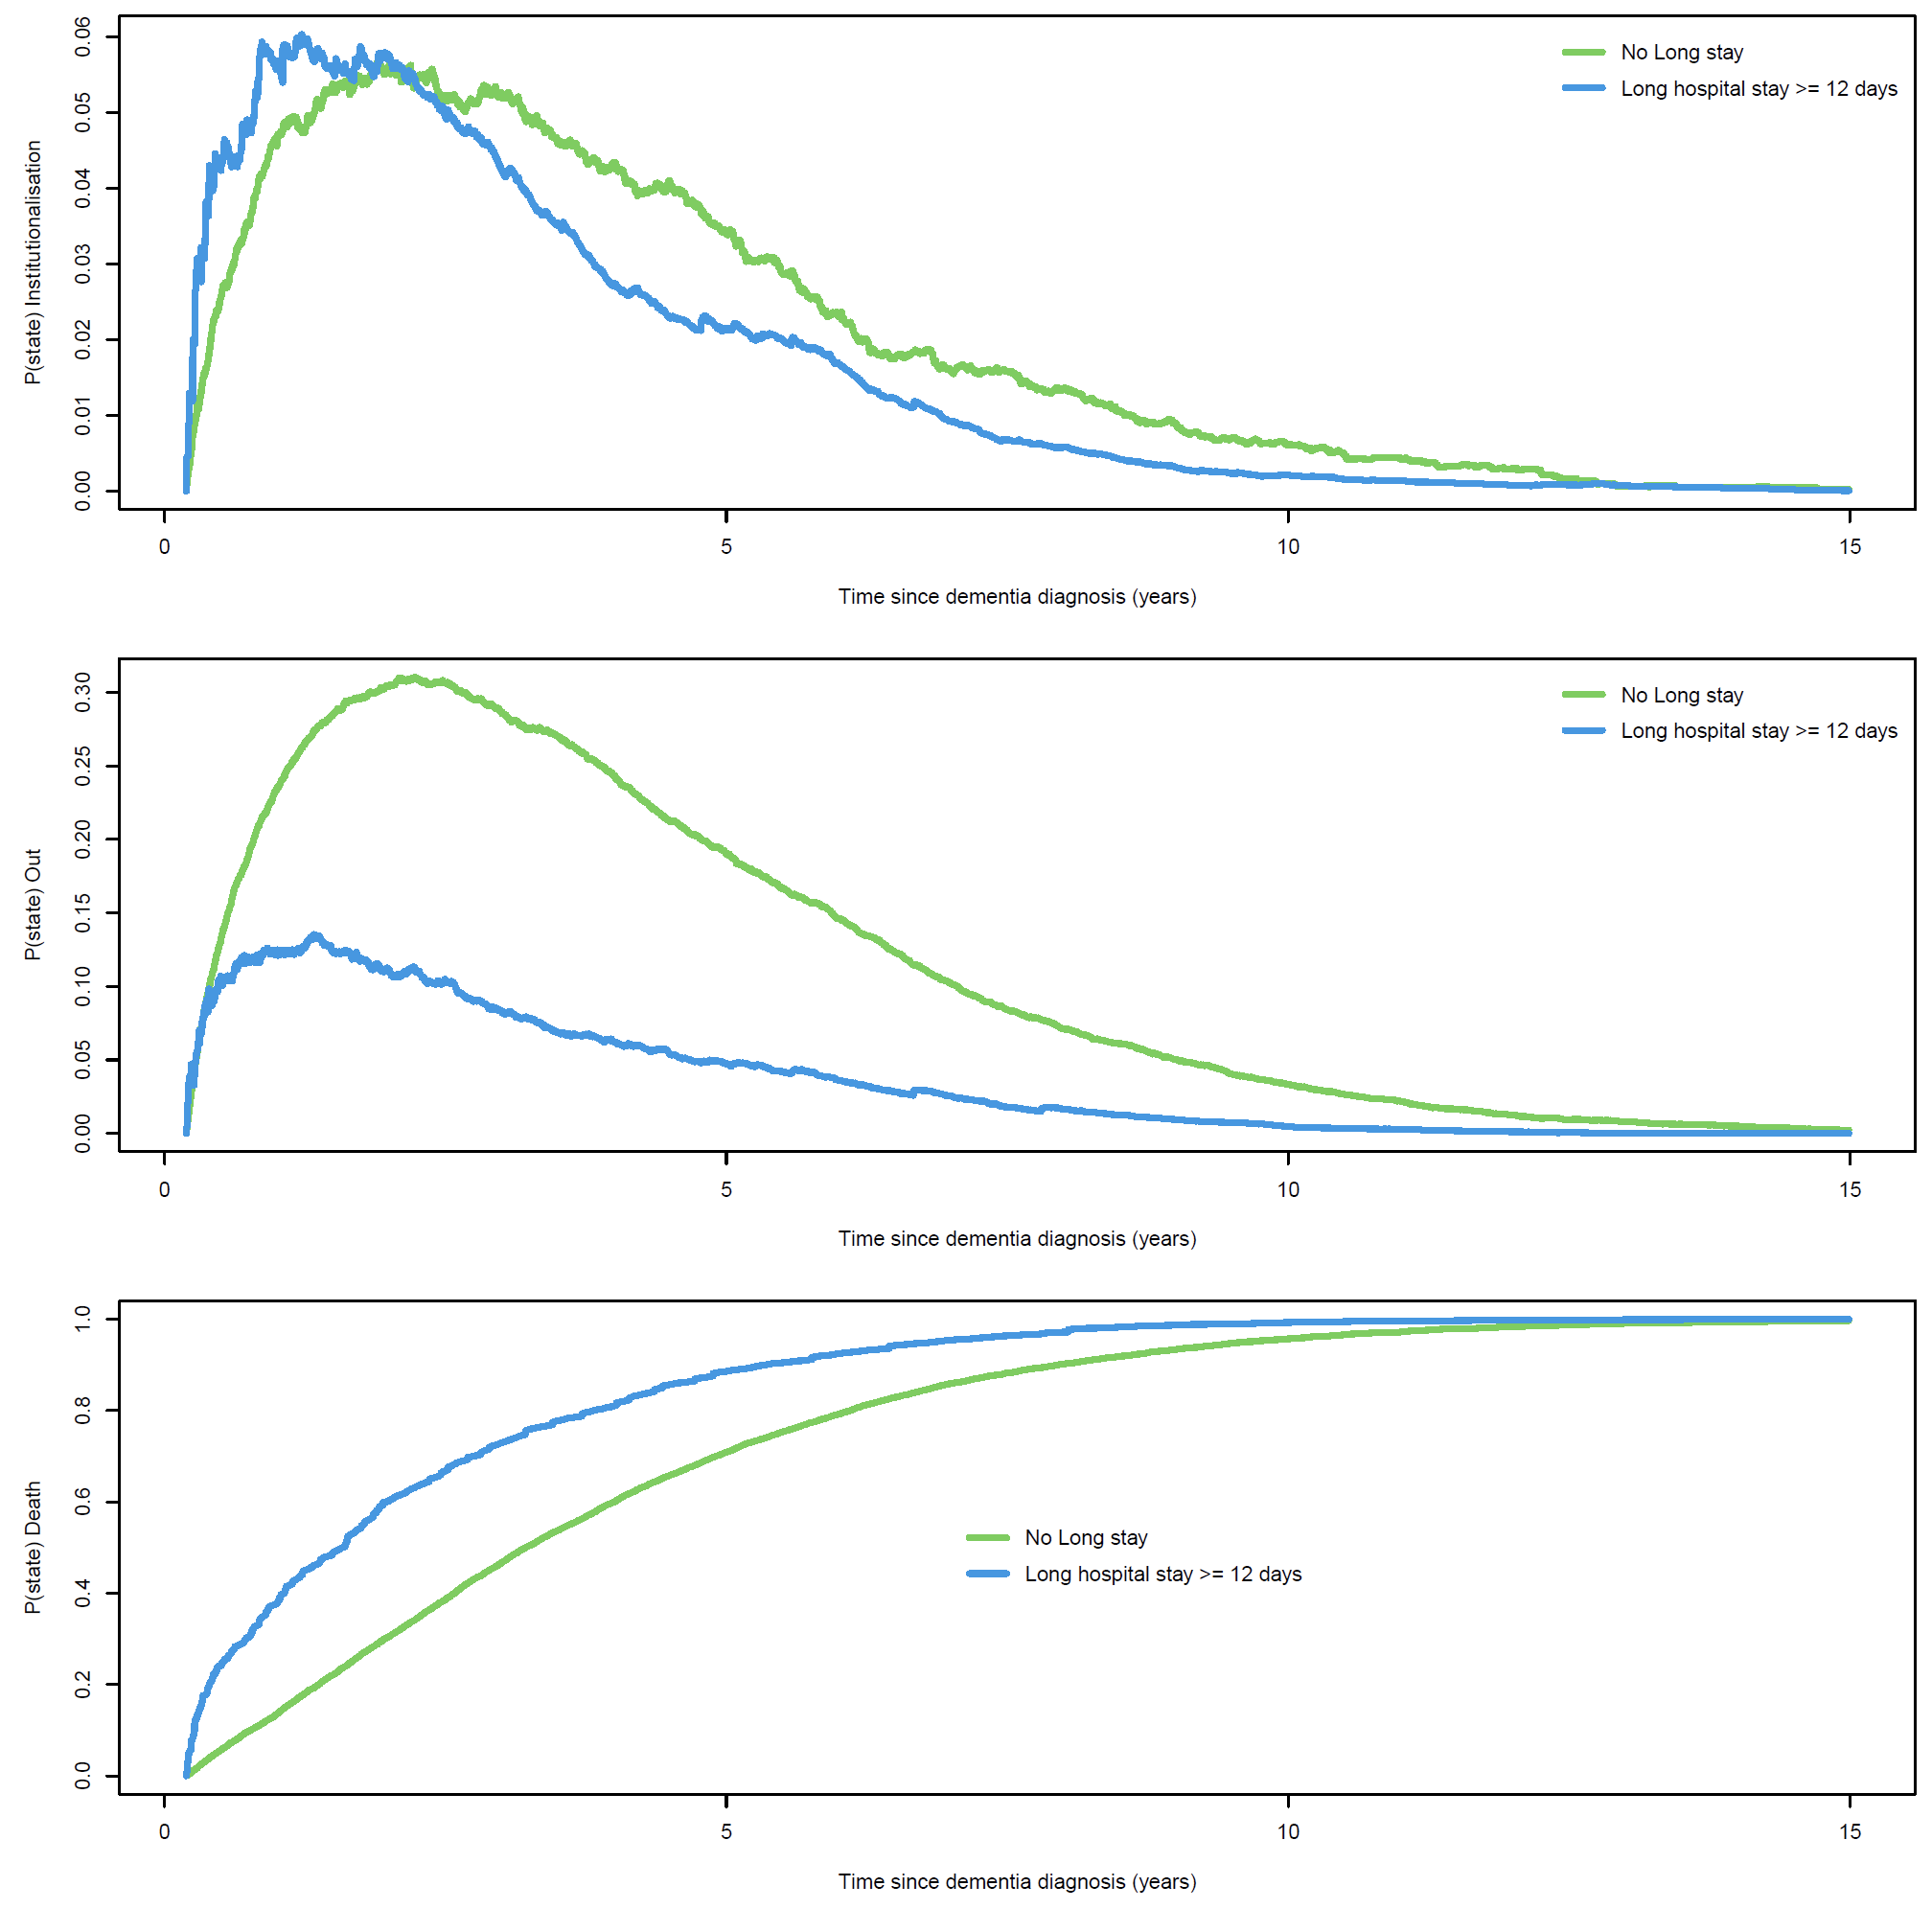 P(state) Institutionalisation
0.06
0.05
0.04
0.03
0.02
0.01
0.00
No Long stay
Long hospital stay >= 12 days
0 5 10 15
Time since dementia diagnosis (years)
P(state) Out
0.30
0.25
0.20
0.15
0.10
0.05
0.00
No Long stay
Long hospital stay >= 12 days
0 5 10 15
Time since dementia diagnosis (years)
P(state) Death
1.0
0.8
0.6
0.4
0.2
0.0
No Long stay
Long hospital stay >= 12 days
0 5 10 15
Time since dementia diagnosis (years)